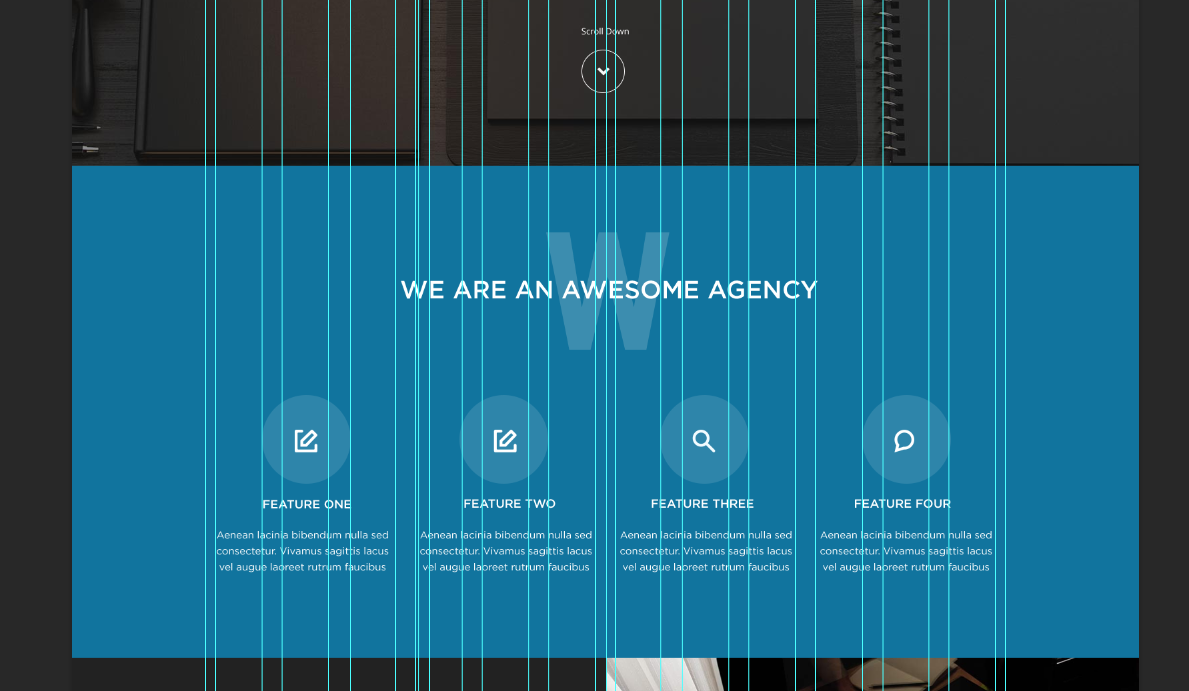 Scroll Down
W
WE ARE AN AWESOME AGENCY
FEATURE ONE
Aenean lacinia bibendum nulla sed
consectetur. Vivamus sagittis lacus
vel augue laoreet rutrum faucibus
FEATURE TWO
Aenean lacinia bibendum nulla sed
consectetur. Vivamus sagittis lacus
vel augue laoreet rutrum faucibus
FEATURE THREE
Aenean lacinia bibendum nulla sed
consectetur. Vivamus sagittis lacus
vel augue laoreet rutrum faucibus
FEATURE FOUR
Aenean lacinia bibendum nulla sed
consectetur. Vivamus sagittis lacus
vel augue laoreet rutrum faucibus